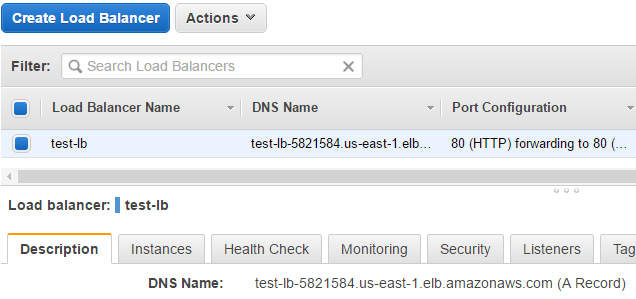 Create Load Balancer Actions
Filter: Search Load Balancers
Load Balancer Name DNS Name Port Configuration
test-lb test-lb-5821584.us-east-1.elb... 80 (HTTP) forwarding to 80 (...
Load balancer: test-lb
Description Instances Health Check Monitoring Security Listeners Tag
DNS Name: test-lb-5821584.us-east-1.elb.amazonaws.com (A Record)